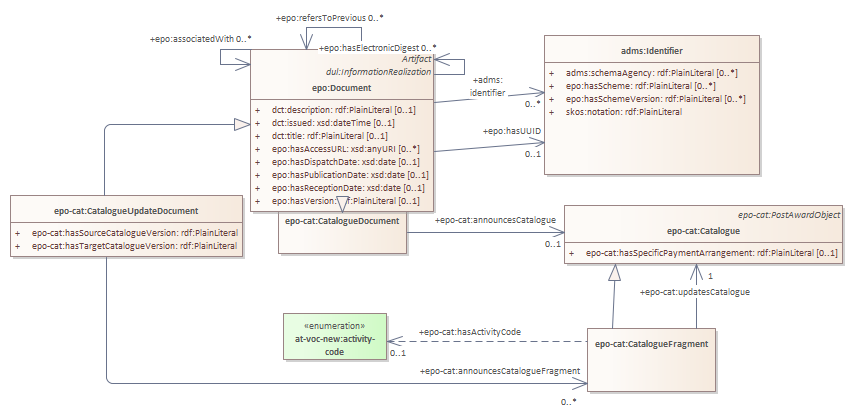 +epo:refersToPrevious 0..*
+epo:associatedWith 0..*
+epo:hasElectronicDigest 0..*
Artifact
dul:InformationRealization
epo:Document
+ dct:description: rdf:PlainLiteral [0..1]
+ dct:issued: xsd:dateTime [0..1]
+ dct:title: rdf:PlainLiteral [0..1]
+ epo:hasAccessURL: xsd:anyURI [0..*]
+ epo:hasDispatchDate: xsd:date [0..1]
+ epo:hasPublicationDate: xsd:date [0..1]
+ epo:hasReceptionDate: xsd:date [0..1]
+ epo:hasVersion: rdf:PlainLiteral [0..1]
+adms:
identifier
0..*
+epo:hasUUID
0..1
adms:Identifier
+ adms:schemaAgency: rdf:PlainLiteral [0..*]
+ epo:hasScheme: rdf:PlainLiteral [0..*]
+ epo:hasSchemeVersion: rdf:PlainLiteral [0..*]
+ skos:notation: rdf:PlainLiteral
epo-cat:CatalogueUpdateDocument
+ epo-cat:hasSourceCatalogueVersion: rdf:PlainLiteral
+ epo-cat:hasTargetCatalogueVersion: rdf:PlainLiteral
epo-cat:CatalogueDocument
+epo-cat:announcesCatalogue
0..1
epo-cat:PostAwardObject
epo-cat:Catalogue
+ epo-cat:hasSpecificPaymentArrangement: rdf:PlainLiteral [0..1]
1
+epo-cat:updatesCatalogue
«enumeration»
at-voc-new:activity-
code
+epo-cat:hasActivityCode
0..1
epo-cat:CatalogueFragment
+epo-cat:announcesCatalogueFragment
0..*